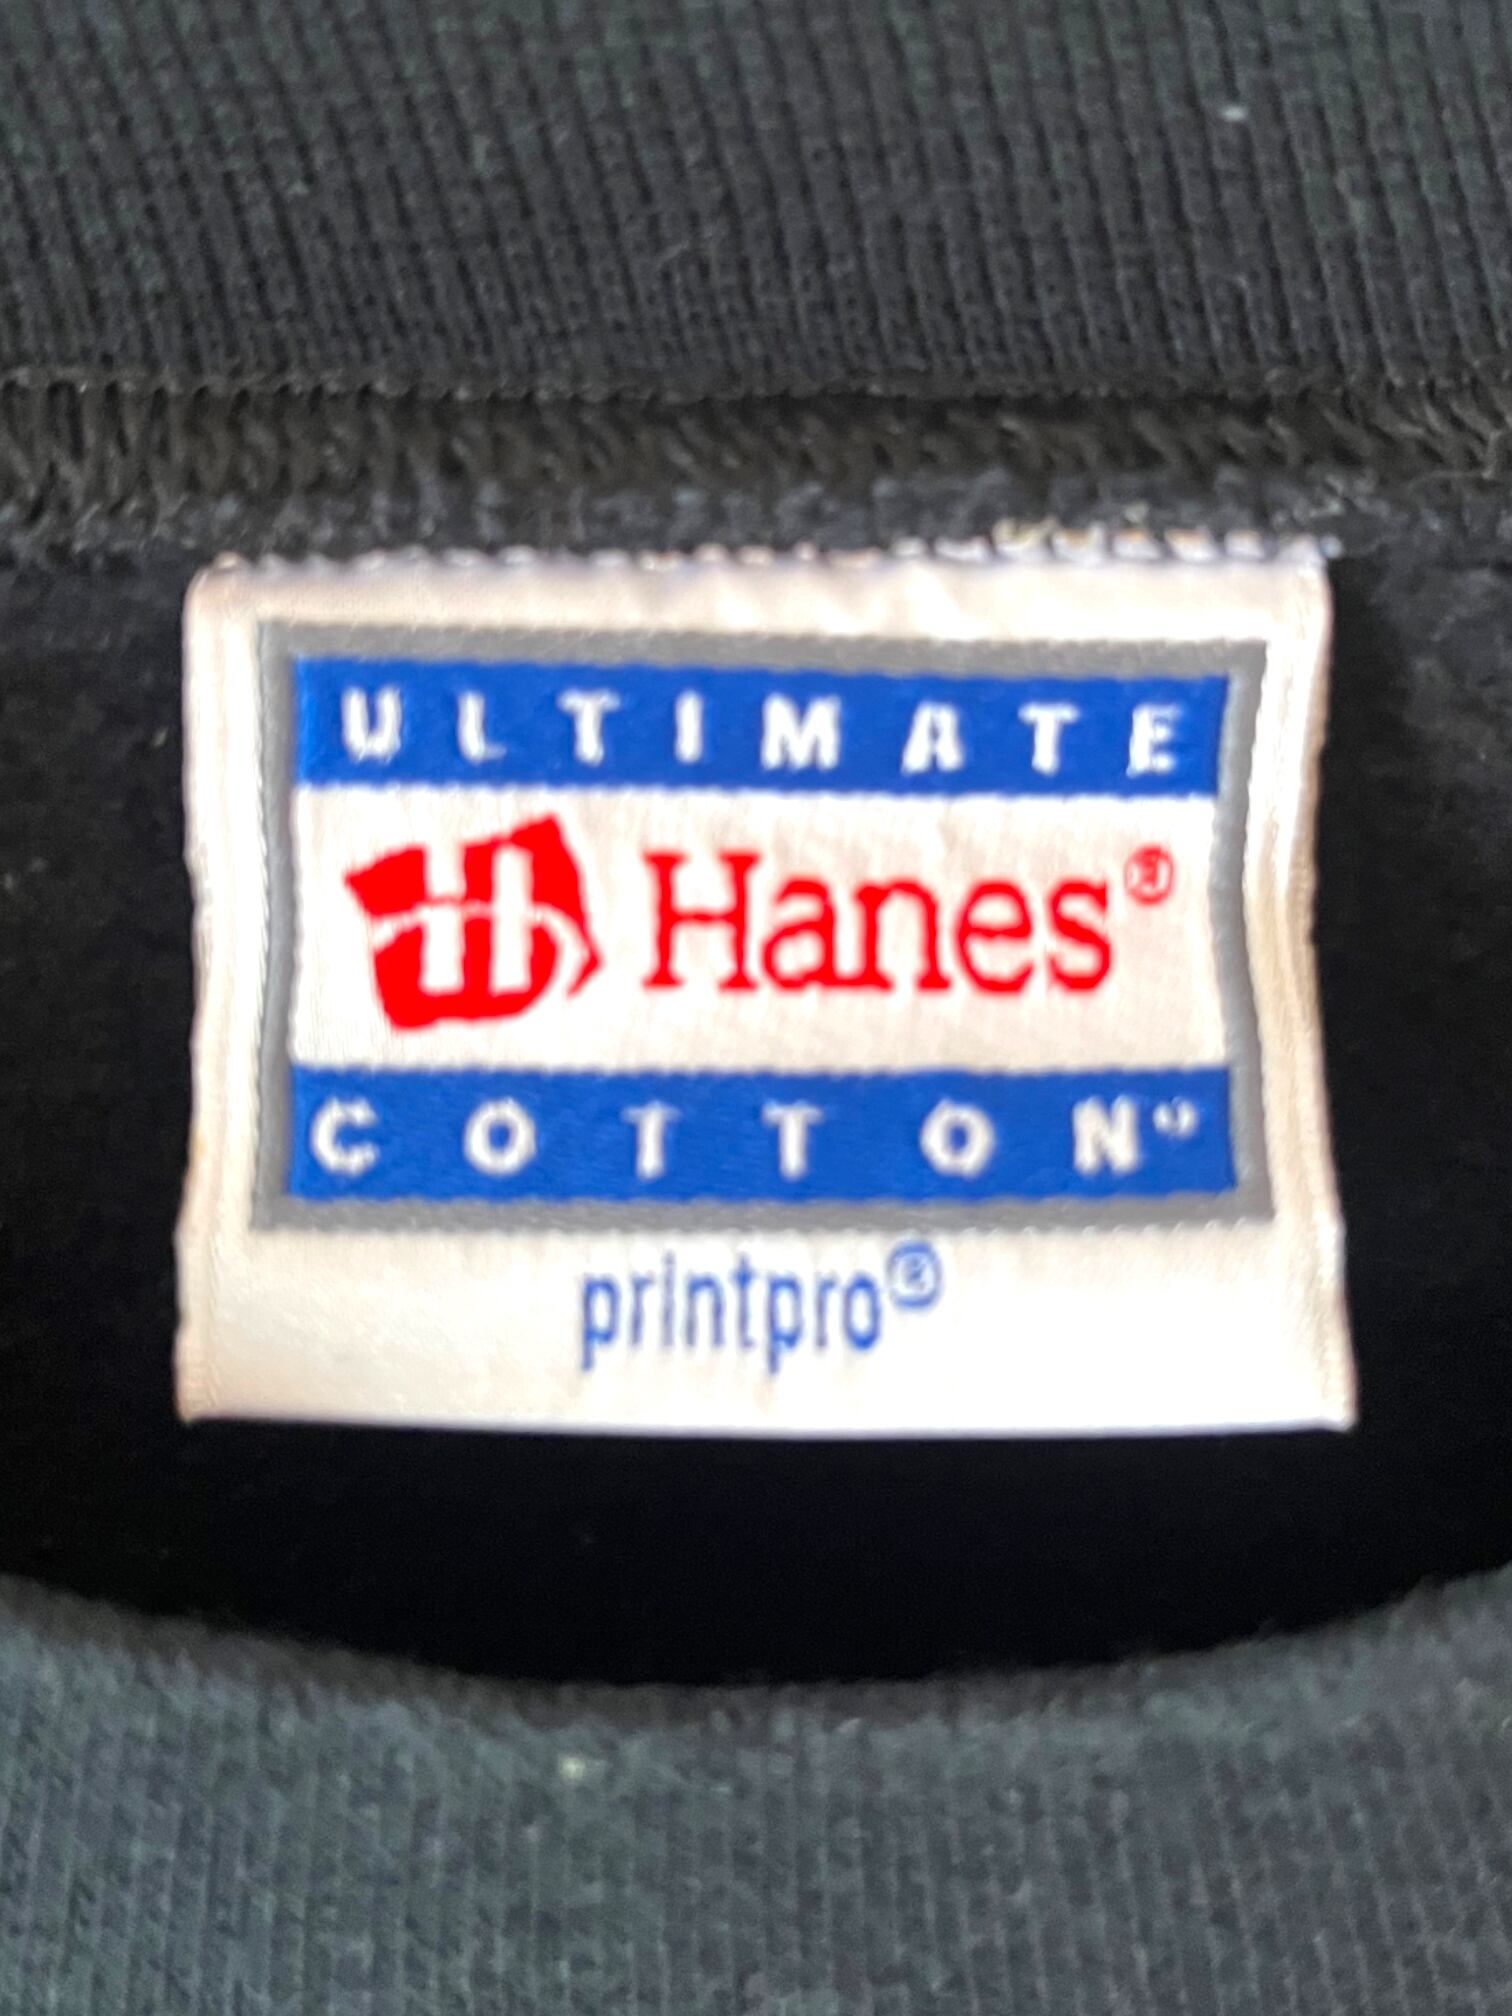 ULTIMATE
H Hanes®
COTTON
printpro®